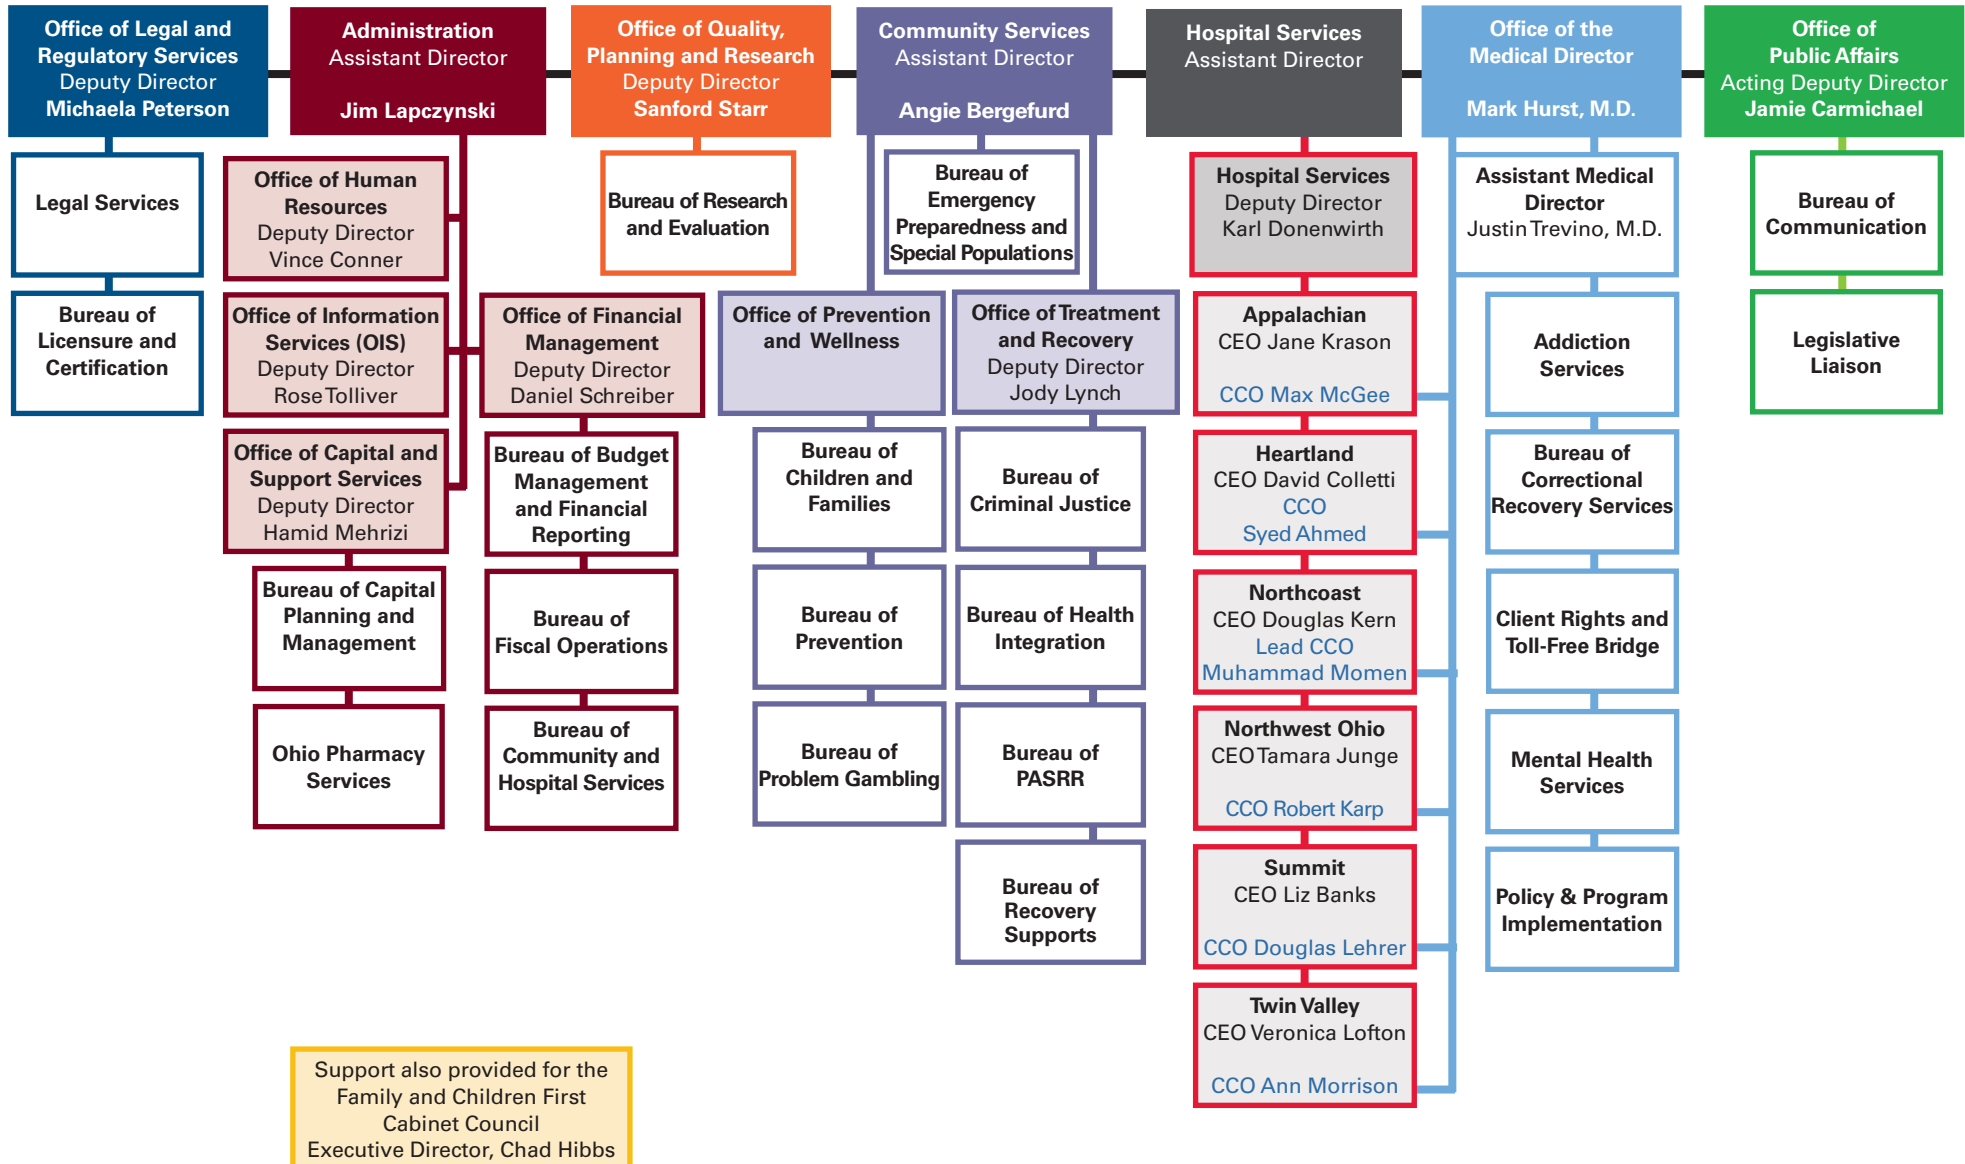 Office of Legal and
Regulatory Services
Deputy Director
Michaela Peterson
Administration
Assistant Director
Jim Lapczynski
Office of Quality,
Planning and Research
Deputy Director
Sanford Starr
Community Services
Assistant Director
Angie Bergefurd
Hospital Services
Assistant Director
Office of the
Medical Director
Mark Hurst, M.D.
Office of
Public Affairs
Acting Deputy Director
Jamie Carmichael
Legal Services
Bureau of
Licensure and
Certification
Office of Human
Resources
Deputy Director
Vince Conner
Office of Information
Services (OIS)
Deputy Director
Rose Tolliver
Office of Capital and
Support Services
Deputy Director
Hamid Mehrizi
Bureau of Capital
Planning and
Management
Ohio Pharmacy
Services
Office of Financial
Management
Deputy Director
Daniel Schreiber
Bureau of Budget
Management
and Financial
Reporting
Bureau of
Fiscal Operations
Bureau of
Community and
Hospital Services
Bureau of Research
and Evaluation
Bureau of
Emergency
Preparedness and
Special Populations
Office of Prevention
and Wellness
Bureau of
Children and
Families
Bureau of
Prevention
Bureau of
Problem Gambling
Office of Treatment
and Recovery
Deputy Director
Jody Lynch
Bureau of
Criminal Justice
Bureau of Health
Integration
Bureau of
PASRR
Bureau of
Recovery
Supports
Hospital Services
Deputy Director
Karl Donenwirth
Appalachian
CEO Jane Krason
CCO Max McGee
Heartland
CEO David Colletti
CCO
Syed Ahmed
Northcoast
CEO Douglas Kern
Lead CCO
Muhammad Momen
Northwest Ohio
CEO Tamara Junge
CCO Robert Karp
Summit
CEO Liz Banks
CCO Douglas Lehrer
Twin Valley
CEO Veronica Lofton
CCO Ann Morrison
Assistant Medical
Director
Justin Trevino, M.D.
Addiction
Services
Bureau of
Correctional
Recovery Services
Client Rights and
Toll-Free Bridge
Mental Health
Services
Policy & Program
Implementation
Bureau of
Communication
Legislative
Liaison
Support also provided for the
Family and Children First
Cabinet Council
Executive Director, Chad Hibbs